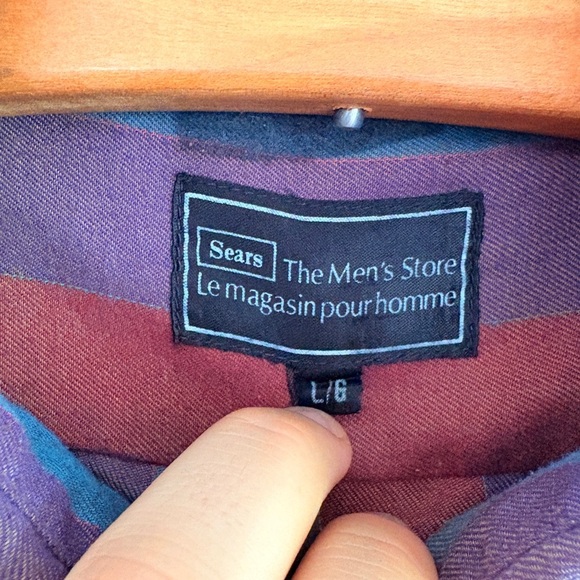 Sears The Men's Store
Le magasin pour homme
L/G